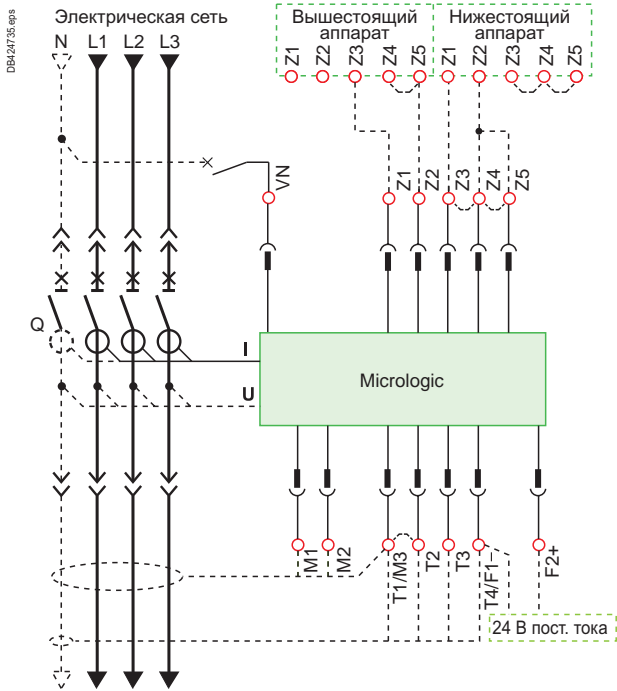 DB424735.eps
Электрическая сеть
N L1 L2 L3
Вышестоящий аппарат
Нижестоящий аппарат
Z1 Z2 Z3 Z4 Z5 Z1 Z2 Z3 Z4 Z5
VN Z1 Z2 Z3 Z4 Z5
Q
I
U
Micrologic
M1 M2 T1/M3 T2 T3 T4/F1– F2+
24 В пост. тока